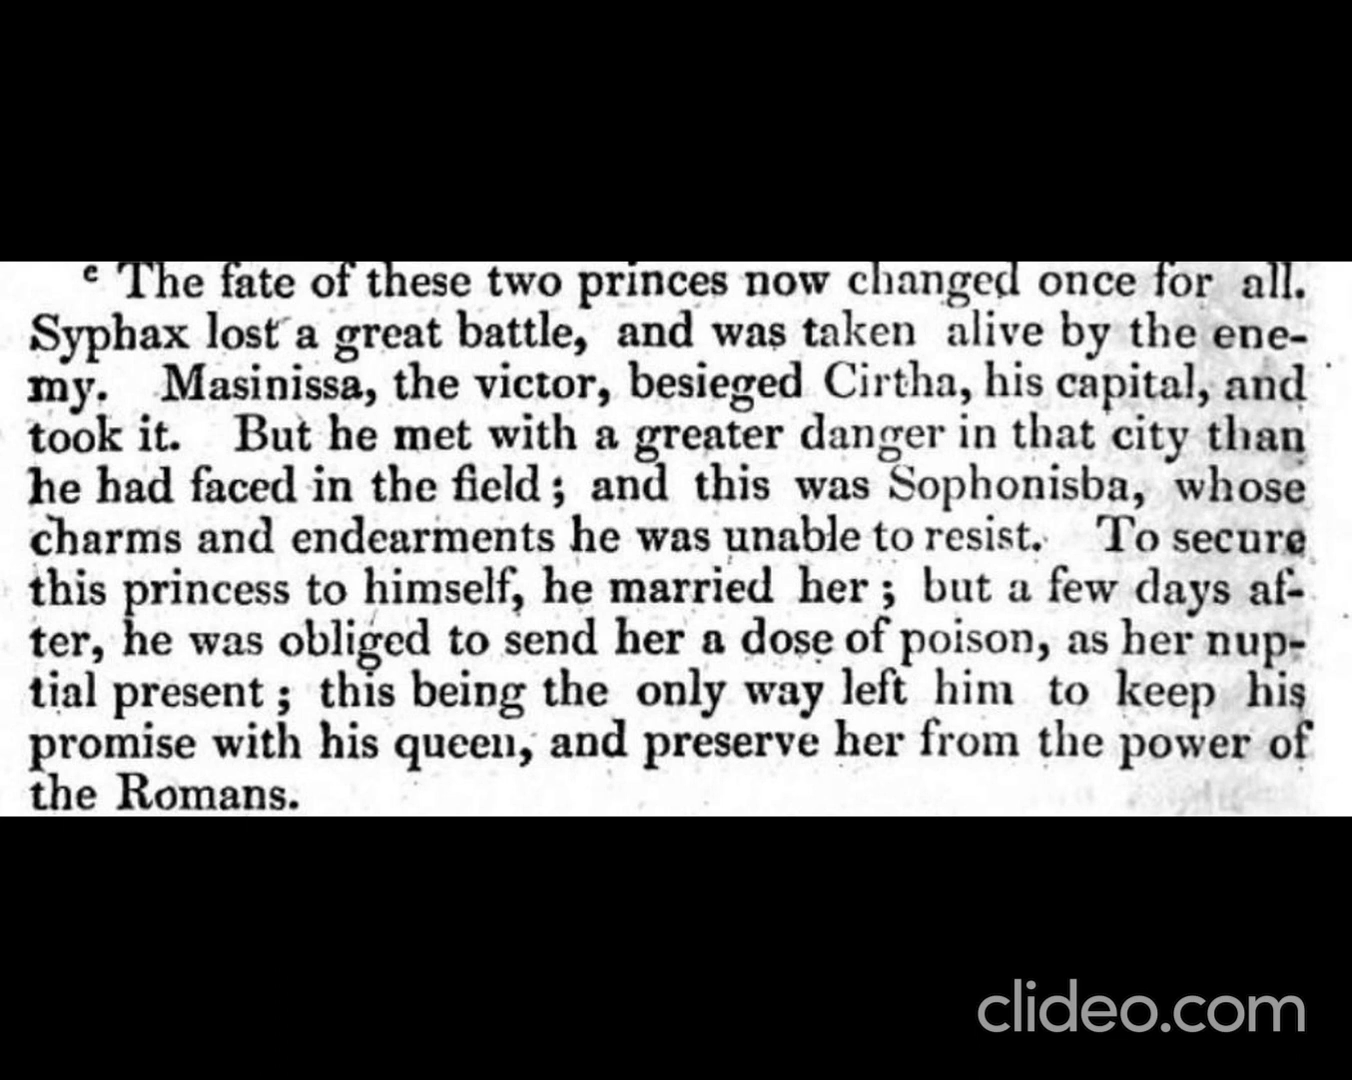 e The fate of these two princes now changed once for all.
Syphax lost a great battle, and was taken alive by the ene-
my. Masinissa, the victor, besieged Cirtha, his capital, and
took it. But he met with a greater danger in that city than
he had faced in the field; and this was Sophonisba, whose
charms and endearments he was unable to resist. To secure
this princess to himself, he married her; but a few days af-
ter, he was obliged to send her a dose of poison, as her nup-
tial present; this being the only way left him to keep his
promise with his queen, and preserve her from the power of
the Romans.
clideo.com